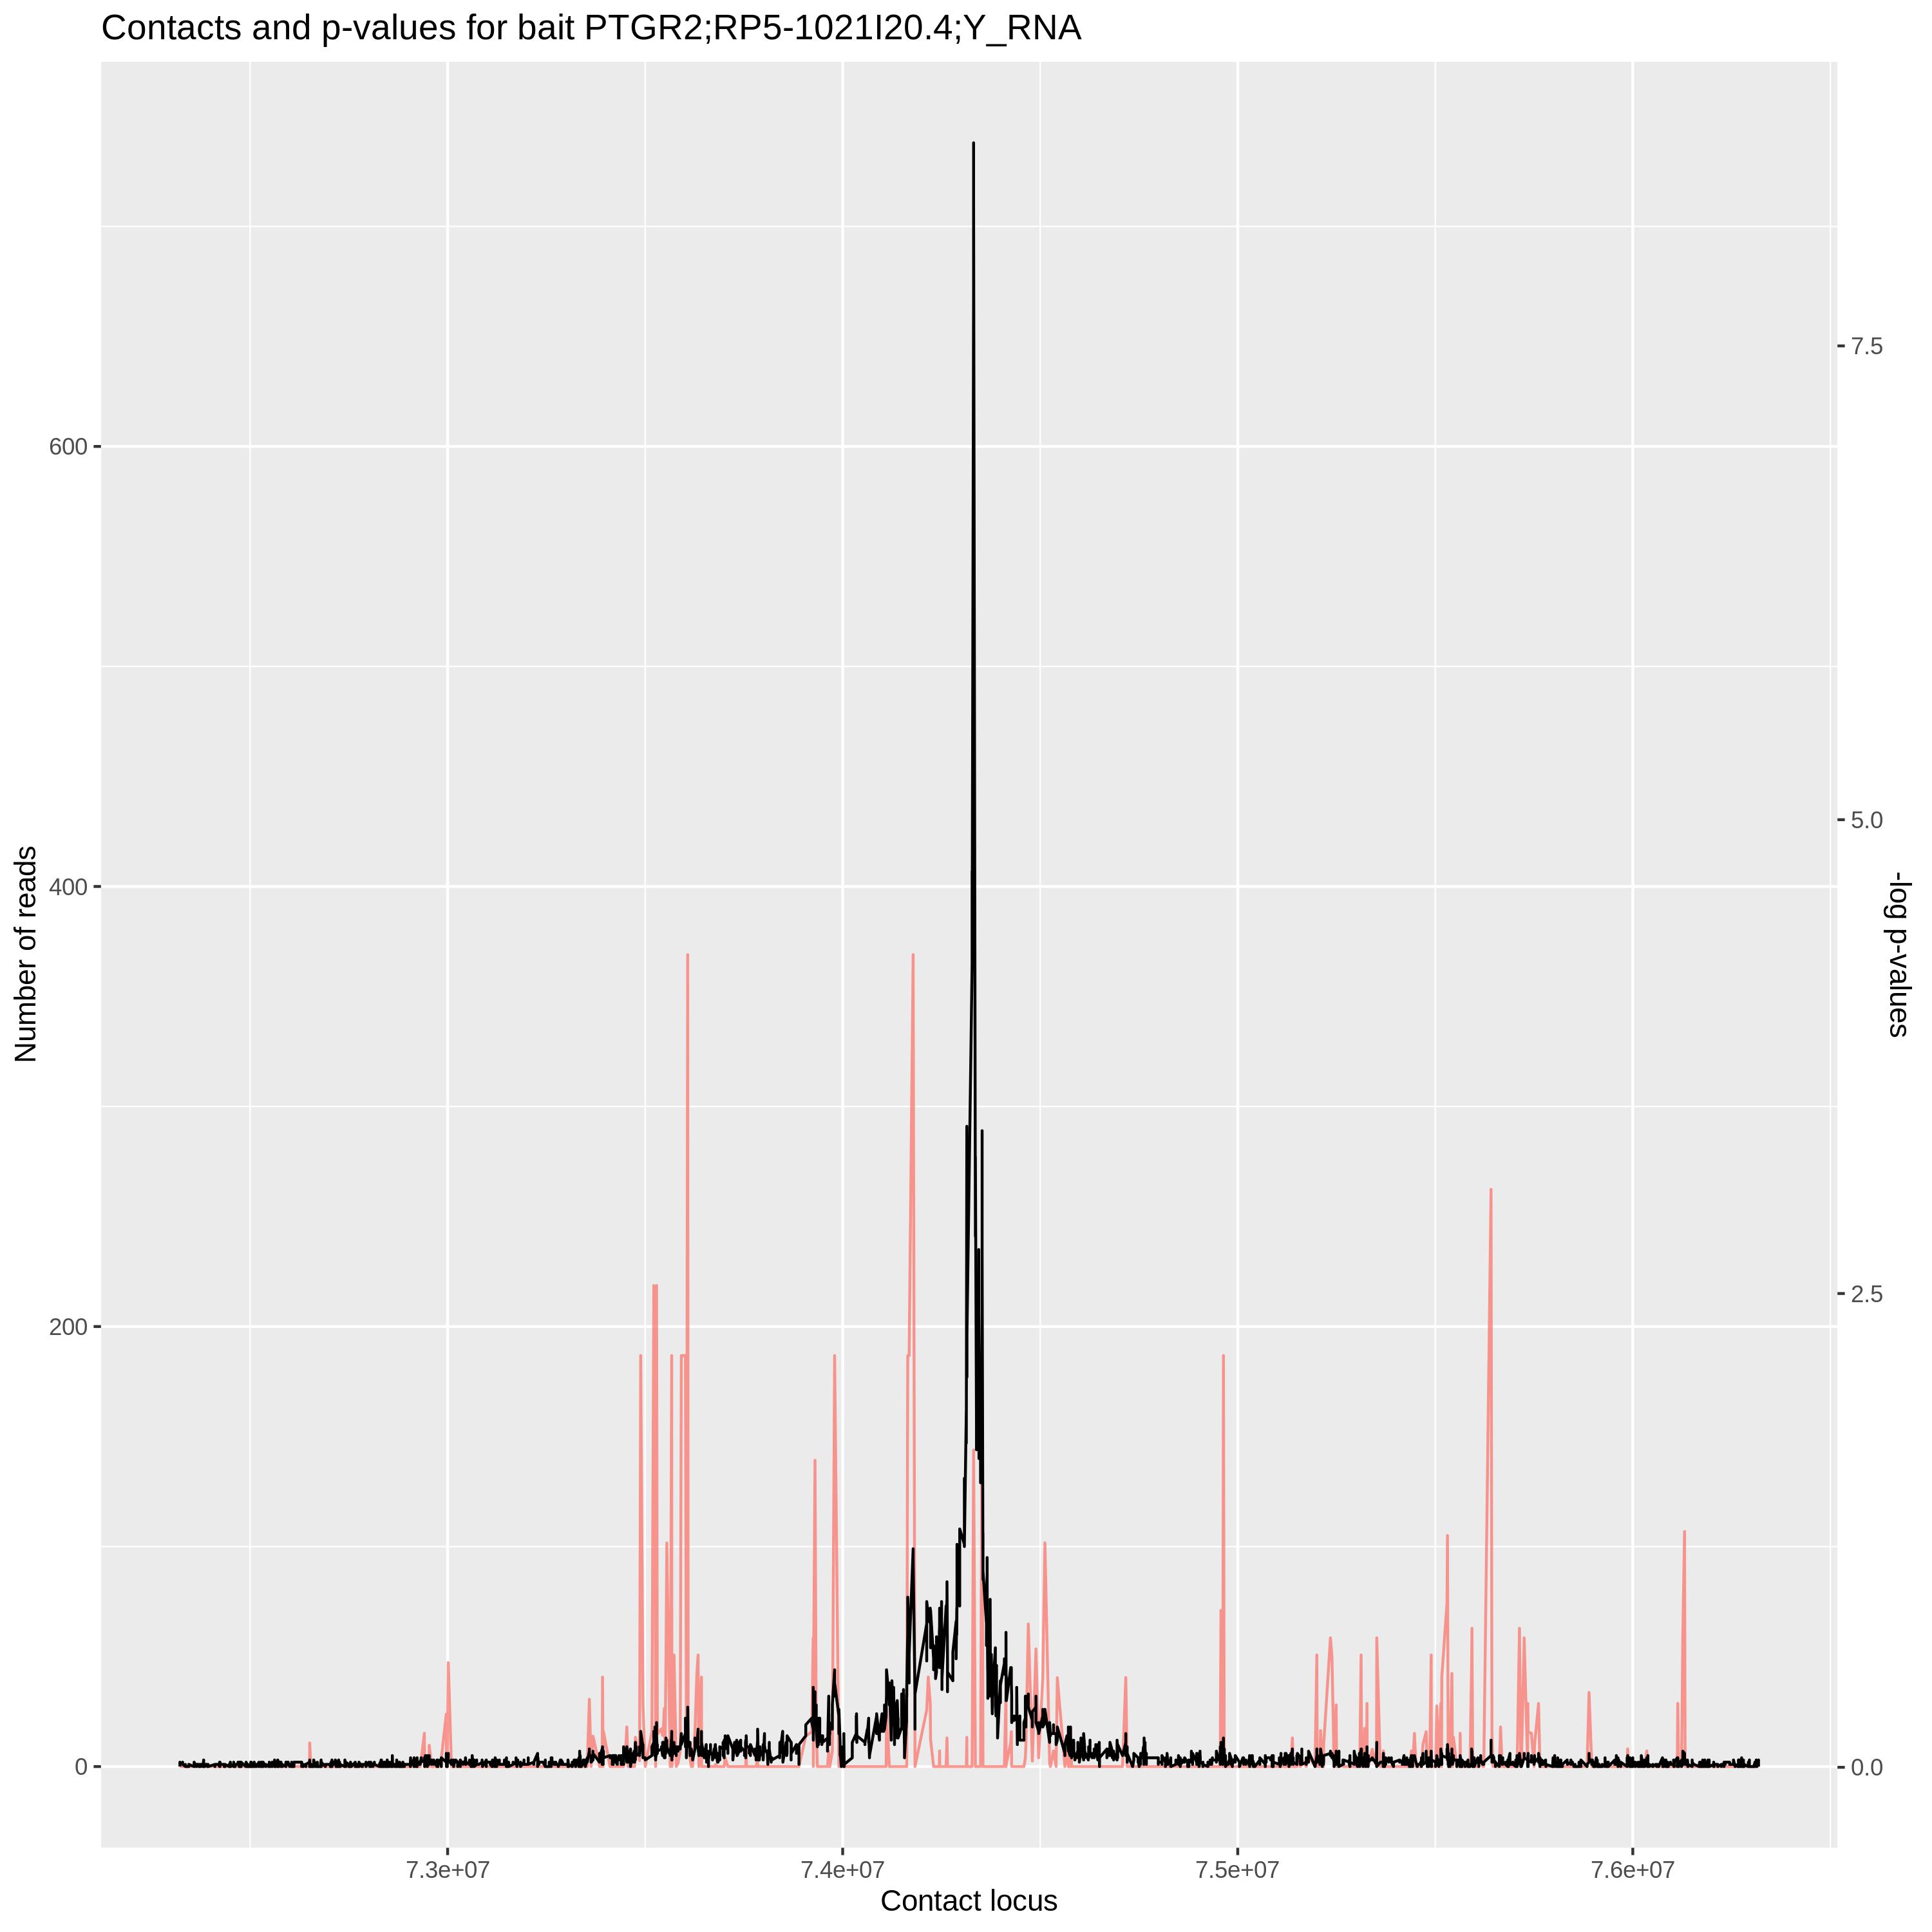 Contacts and p-values for bait PTGR2;RP5-1021I20.4;Y_RNA
Number of reads
600
400
200
0
7.5
5.0
2.5
0.0
-log p-values
7.3e+07 7.4e+07 7.5e+07 7.6e+07
Contact locus